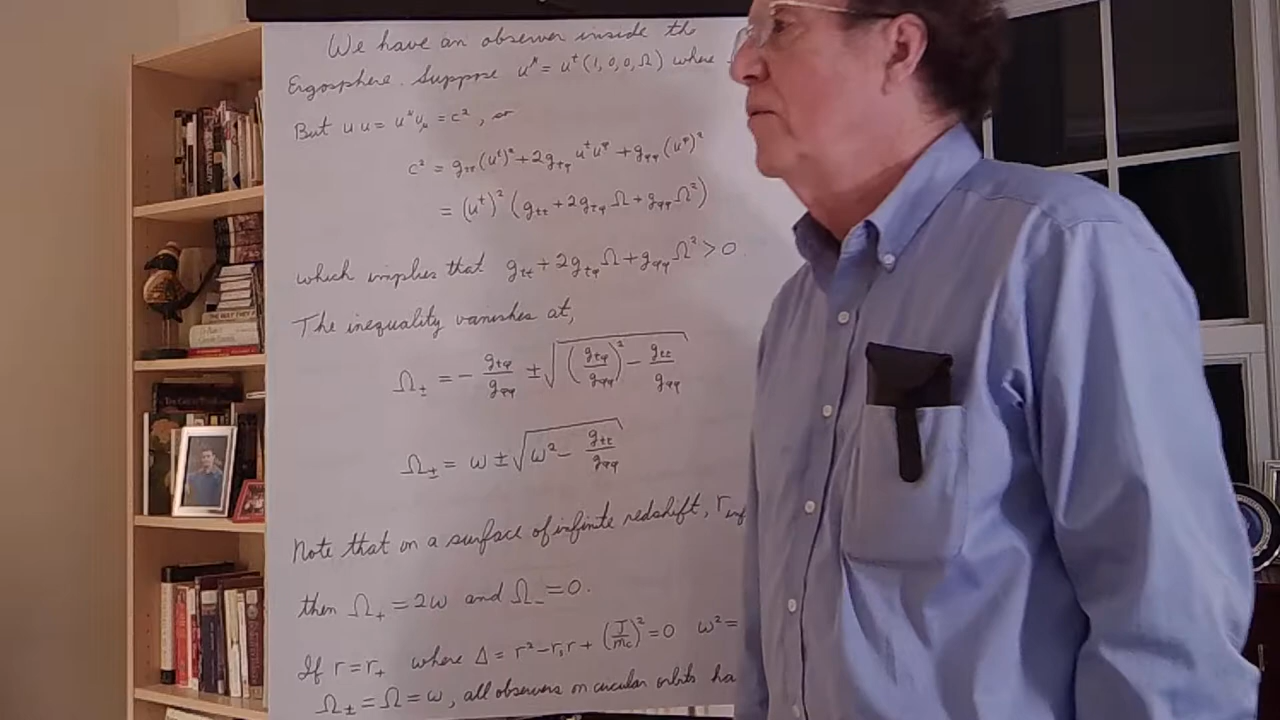 We have an observer inside the
Ergosphere. Suppose u^μ = u^t (1, 0, 0, Ω) where
But u u = u^μ u_μ = c², or
c² = g_tt (u^t)² + 2g_tφ u^t u^φ + g_φφ (u^φ)²
= (u^t)² (g_tt + 2g_tφ Ω + g_φφ Ω²)
which implies that g_tt + 2g_tφ Ω + g_φφ Ω² > 0
The inequality vanishes at,
Ω_± = - g_tφ/g_φφ ± √((g_tφ/g_φφ)² - g_tt/g_φφ)
Ω_± = ω ± √(ω² - g_tt/g_φφ)
Note that on a surface of infinite redshift, r_inf
then Ω_+ = 2ω and Ω_- = 0.
If r = r_+ where Δ = r² - r_s r + (J/mc)² = 0 ω² =
Ω_± = Ω = ω, all observers on circular orbits ha